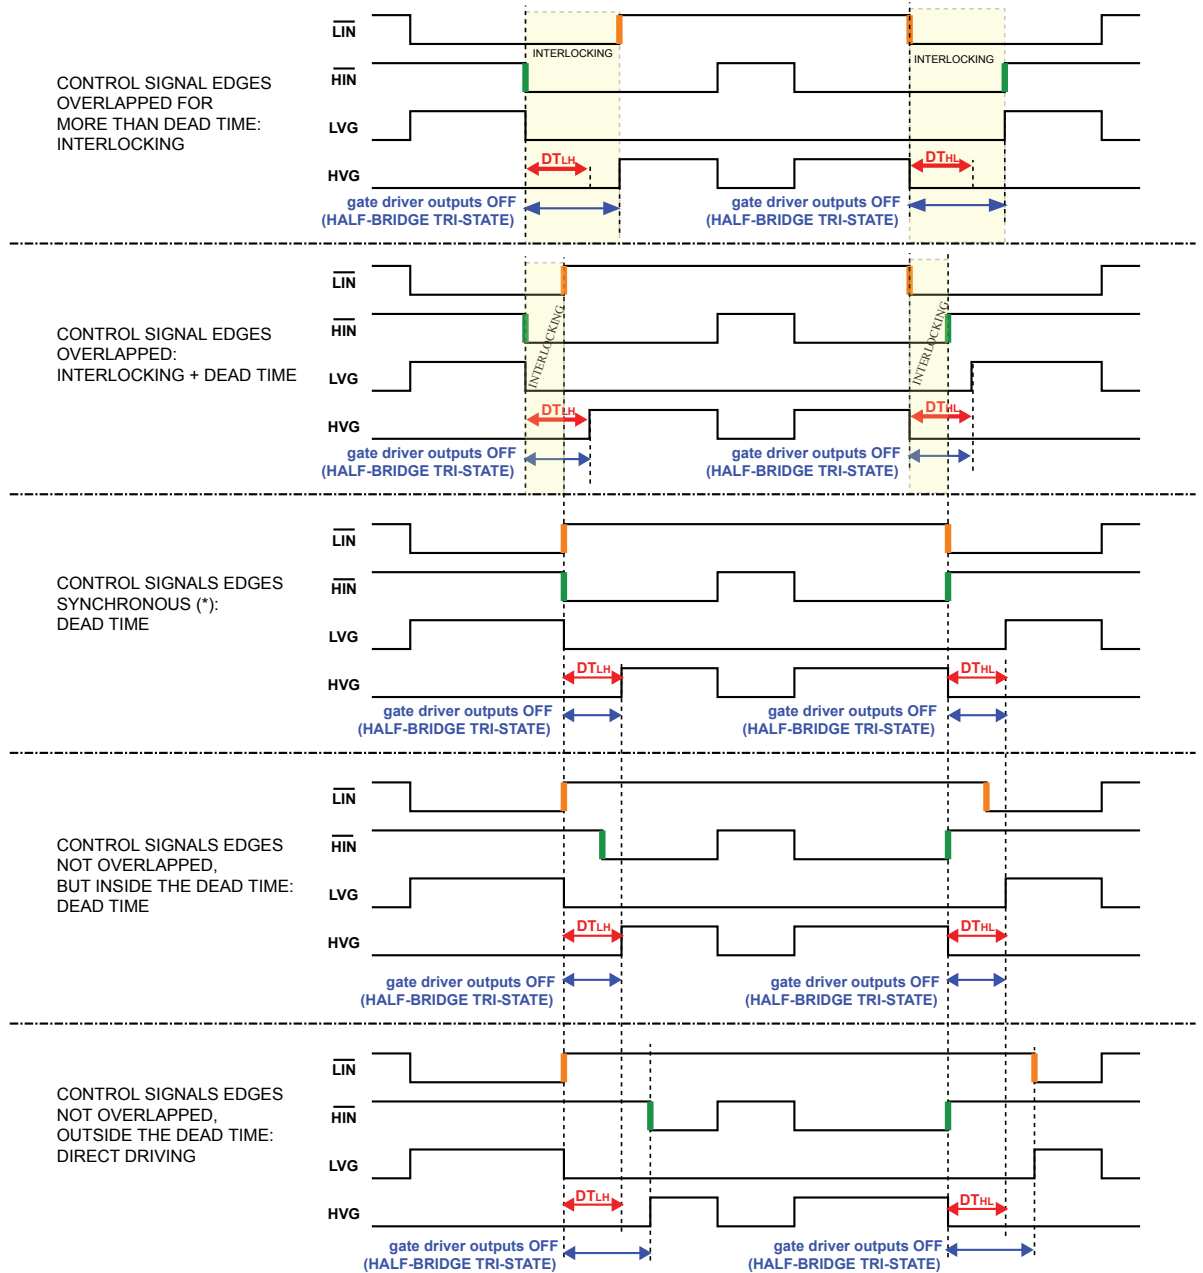 LIN
INTERLOCKING
INTERLOCKING
CONTROL SIGNAL EDGES
OVERLAPPED FOR
MORE THAN DEAD TIME:
INTERLOCKING
HIN
LVG
HVG
DTLH
DTHL
gate driver outputs OFF
(HALF-BRIDGE TRI-STATE)
gate driver outputs OFF
(HALF-BRIDGE TRI-STATE)
CONTROL SIGNAL EDGES
OVERLAPPED:
INTERLOCKING + DEAD TIME
LIN
HIN
LVG
HVG
INTERLOCKING
INTERLOCKING
DTLH
DTHL
gate driver outputs OFF
(HALF-BRIDGE TRI-STATE)
gate driver outputs OFF
(HALF-BRIDGE TRI-STATE)
CONTROL SIGNALS EDGES
SYNCHRONOUS (*):
DEAD TIME
LIN
HIN
LVG
HVG
DTLH
DTHL
gate driver outputs OFF
(HALF-BRIDGE TRI-STATE)
gate driver outputs OFF
(HALF-BRIDGE TRI-STATE)
CONTROL SIGNALS EDGES
NOT OVERLAPPED,
BUT INSIDE THE DEAD TIME:
DEAD TIME
LIN
HIN
LVG
HVG
DTLH
DTHL
gate driver outputs OFF
(HALF-BRIDGE TRI-STATE)
gate driver outputs OFF
(HALF-BRIDGE TRI-STATE)
CONTROL SIGNALS EDGES
NOT OVERLAPPED,
OUTSIDE THE DEAD TIME:
DIRECT DRIVING
LIN
HIN
LVG
HVG
DTLH
DTHL
gate driver outputs OFF
(HALF-BRIDGE TRI-STATE)
gate driver outputs OFF
(HALF-BRIDGE TRI-STATE)